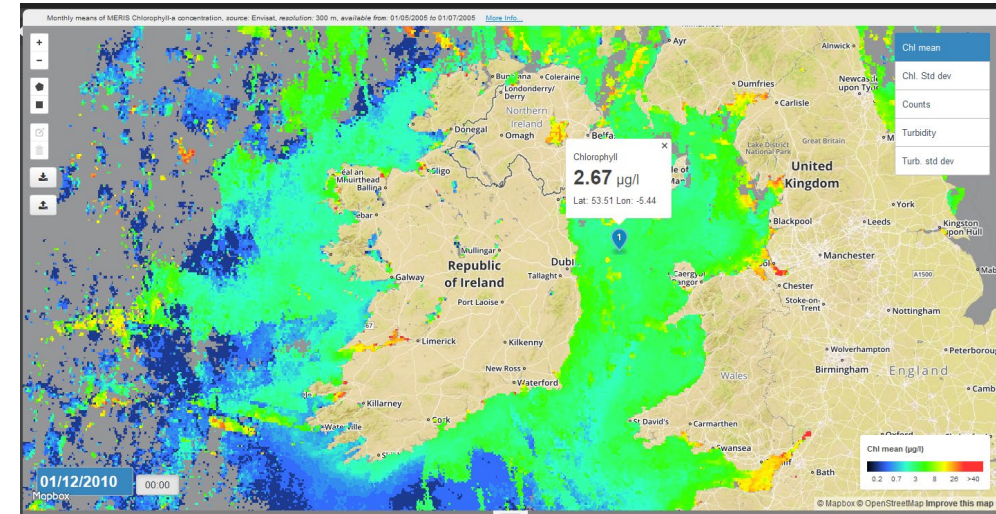 Monthly means of MERIS Chlorophyll-a concentration, source: Envisat, resolution: 300 m, available from: 01/05/2005 to 01/07/2005 More Info...
+
−
Chl mean
Chl. Std dev
Counts
Turbidity
Turb. std dev
Ayr
Alnwick
Dumfries
Newcastle
upon Tyne
Carlisle
Coleraine
Londonderry/
Derry
Northern
Ireland
Donegal
Omagh
Lake District
National Park
Great Britain
United
Kingdom
Chlorophyll
×
2.67 µg/l
Lat: 53.51 Lon: -5.44
1
Sligo
Ballina
York
Blackpool
Leeds
Kingston
upon Hull
Mullingar
Republic
of Ireland
Tallaght
Galway
Port Laoise
Manchester
A1500
Chester
Stoke-on-
Trent
Nottingham
67
Limerick
Kilkenny
Wolverhampton
Birmingham
England
New Ross
Waterford
Wales
Killarney
Cork
St David's
Carmarthen
Swansea
Bath
Chl mean (µg/l)
0.2 0.7 3 8 26 >40
01/12/2010
00:00
Mapbox
© Mapbox © OpenStreetMap Improve this map